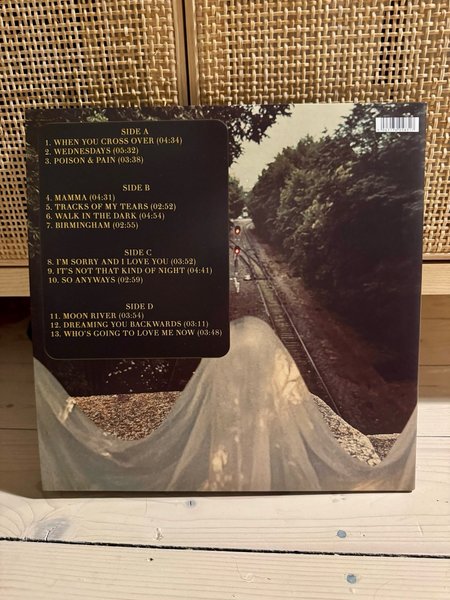 SIDE A
1. WHEN YOU CROSS OVER (04:34)
2. WEDNESDAYS (05:32)
3. POISON & PAIN (03:38)
SIDE B
4. MAMMA (04:31)
5. TRACKS OF MY TEARS (02:52)
6. WALK IN THE DARK (04:54)
7. BIRMINGHAM (02:55)
SIDE C
8. I'M SORRY AND I LOVE YOU (03:52)
9. IT'S NOT THAT KIND OF NIGHT (04:41)
10. SO ANYWAYS (02:59)
SIDE D
11. MOON RIVER (03:54)
12. DREAMING YOU BACKWARDS (03:11)
13. WHO'S GOING TO LOVE ME NOW (03:48)